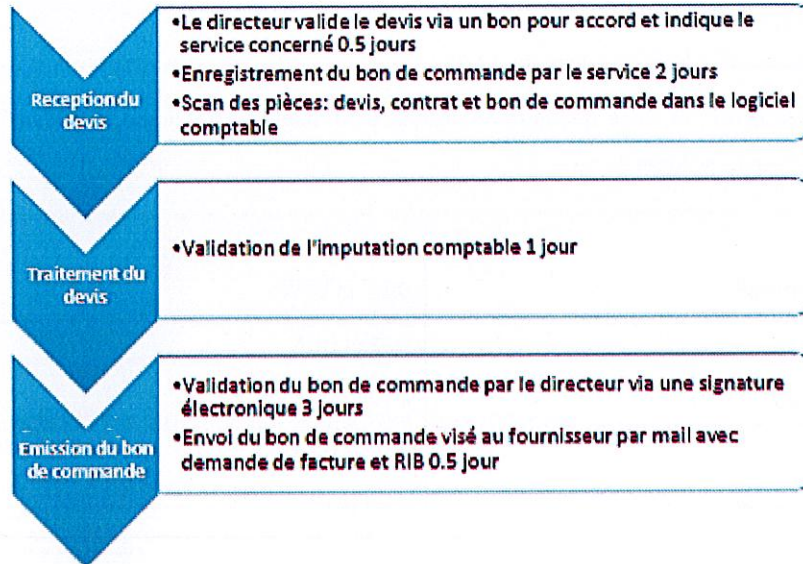 Reception du
devis
•Le directeur valide le devis via un bon pour accord et indique le
service concerné 0.5 jours
•Enregistrement du bon de commande par le service 2 jours
•Scan des pièces: devis, contrat et bon de commande dans le logiciel
comptable
Traitement du
devis
•Validation de l'imputation comptable 1 jour
Emission du bon
de commande
•Validation du bon de commande par le directeur via une signature
électronique 3 jours
•Envoi du bon de commande visé au fournisseur par mail avec
demande de facture et RIB 0.5 jour